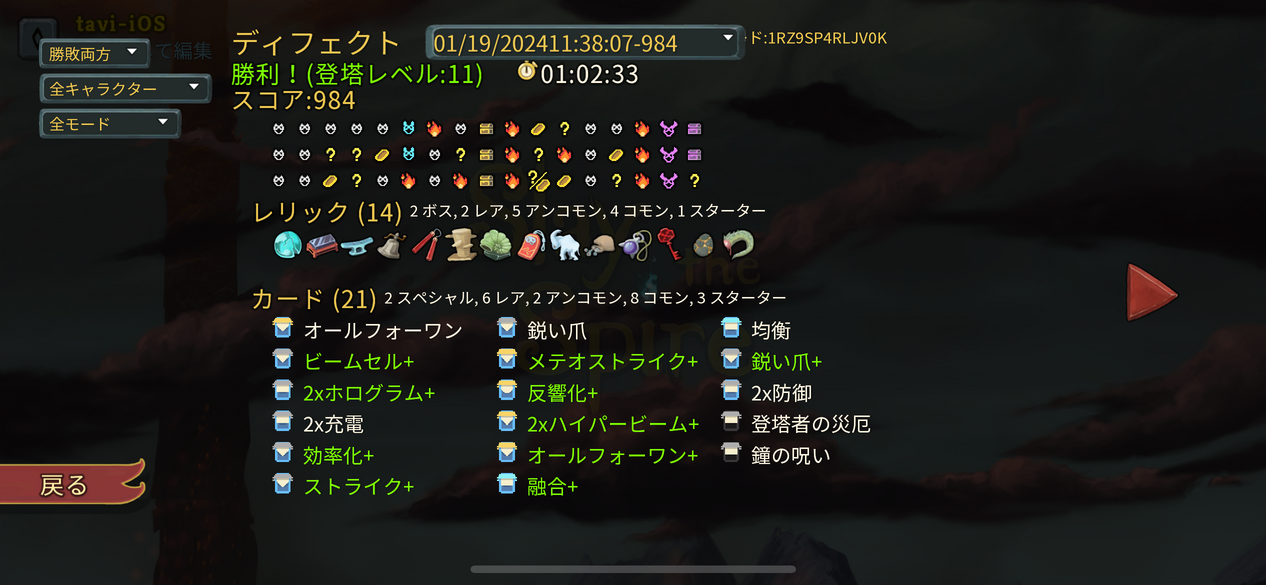 tavi-iOS
勝敗両方
て編集
全キャラクター
全モード
ディフェクト
01/19/202411:38:07-984
ド:1RZ9SP4RLJV0K
勝利！(登塔レベル:11)
01:02:33
スコア:984
レリック (14) 2 ボス, 2 レア, 5 アンコモン, 4 コモン, 1 スターター
カード (21) 2 スペシャル, 6 レア, 2 アンコモン, 8 コモン, 3 スターター
オールフォーワン 鋭い爪 均衡
ビームセル+ メテオストライク+ 鋭い爪+
2xホログラム+ 反響化+ 2x防御
2x充電 2xハイパービーム+ 登塔者の災厄
効率化+ オールフォーワン+ 鐘の呪い
ストライク+ 融合+
戻る